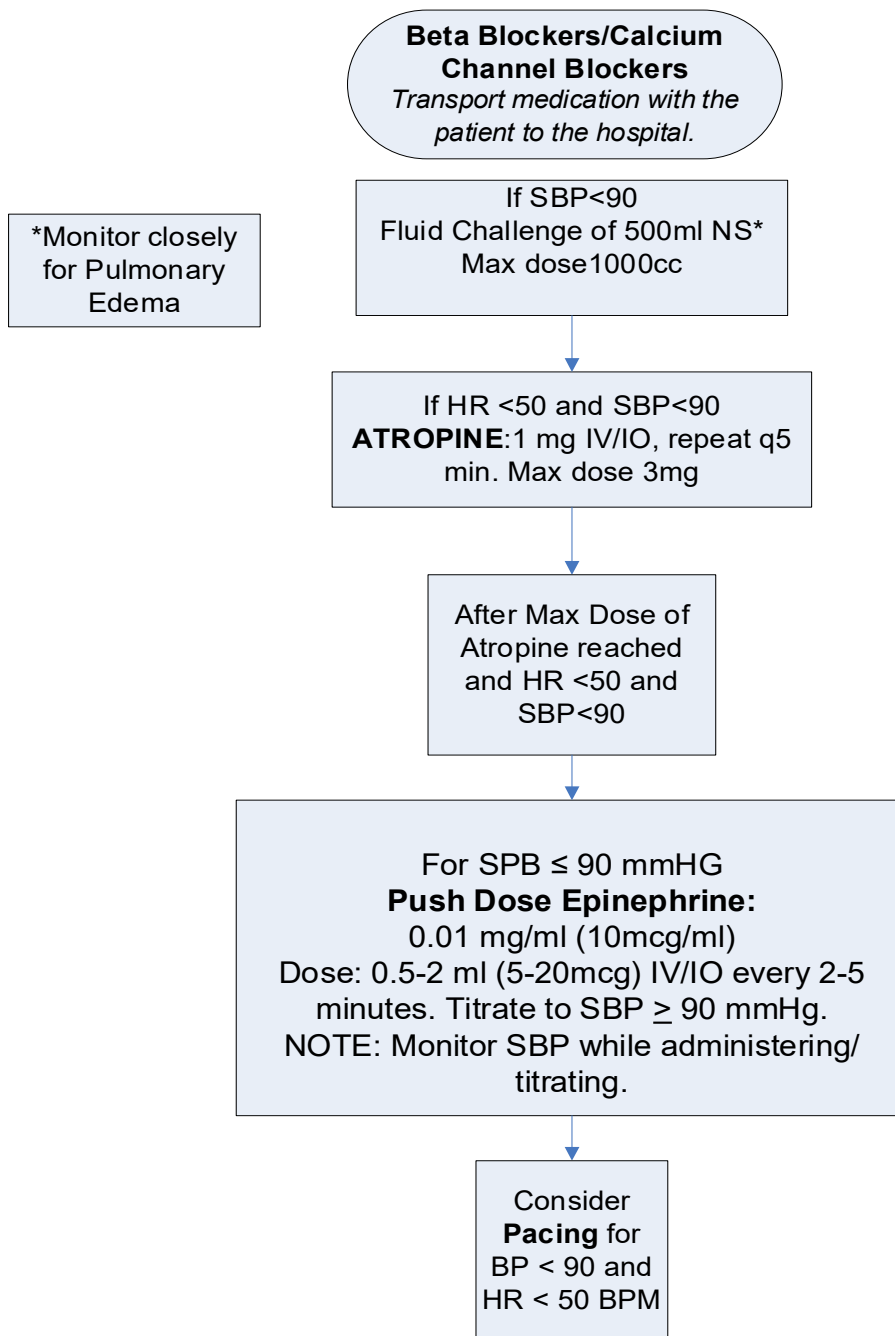 Beta Blockers/Calcium
Channel Blockers
Transport medication with the
patient to the hospital.
If SBP<90
Fluid Challenge of 500ml NS*
Max dose1000cc
*Monitor closely
for Pulmonary
Edema
If HR <50 and SBP<90
ATROPINE:1 mg IV/IO, repeat q5
min. Max dose 3mg
After Max Dose of
Atropine reached
and HR <50 and
SBP<90
For SPB ≤ 90 mmHG
Push Dose Epinephrine:
0.01 mg/ml (10mcg/ml)
Dose: 0.5-2 ml (5-20mcg) IV/IO every 2-5
minutes. Titrate to SBP ≥ 90 mmHg.
NOTE: Monitor SBP while administering/
titrating.
Consider
Pacing for
BP < 90 and
HR < 50 BPM